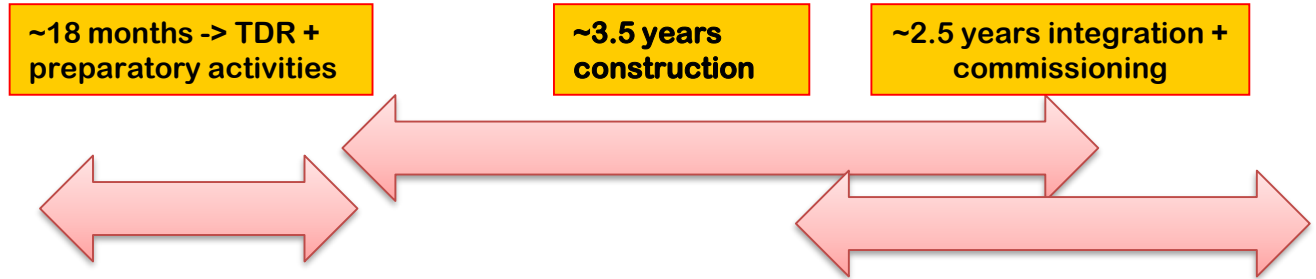 ~18 months -> TDR +
preparatory activities
~3.5 years
construction
~2.5 years integration +
commissioning